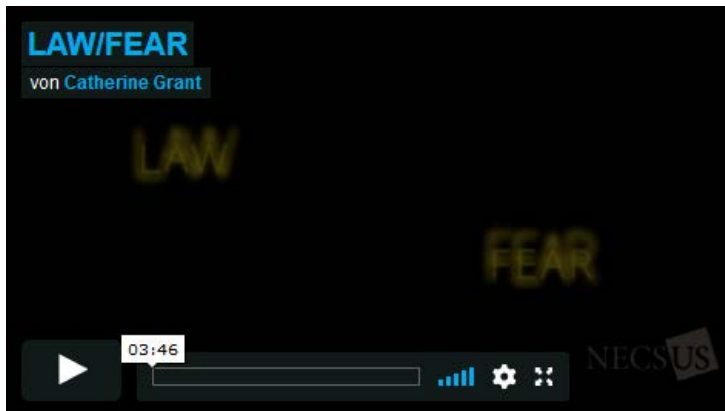 LAW/FEAR
von Catherine Grant
LAW
FEAR
03:46
NECSUS